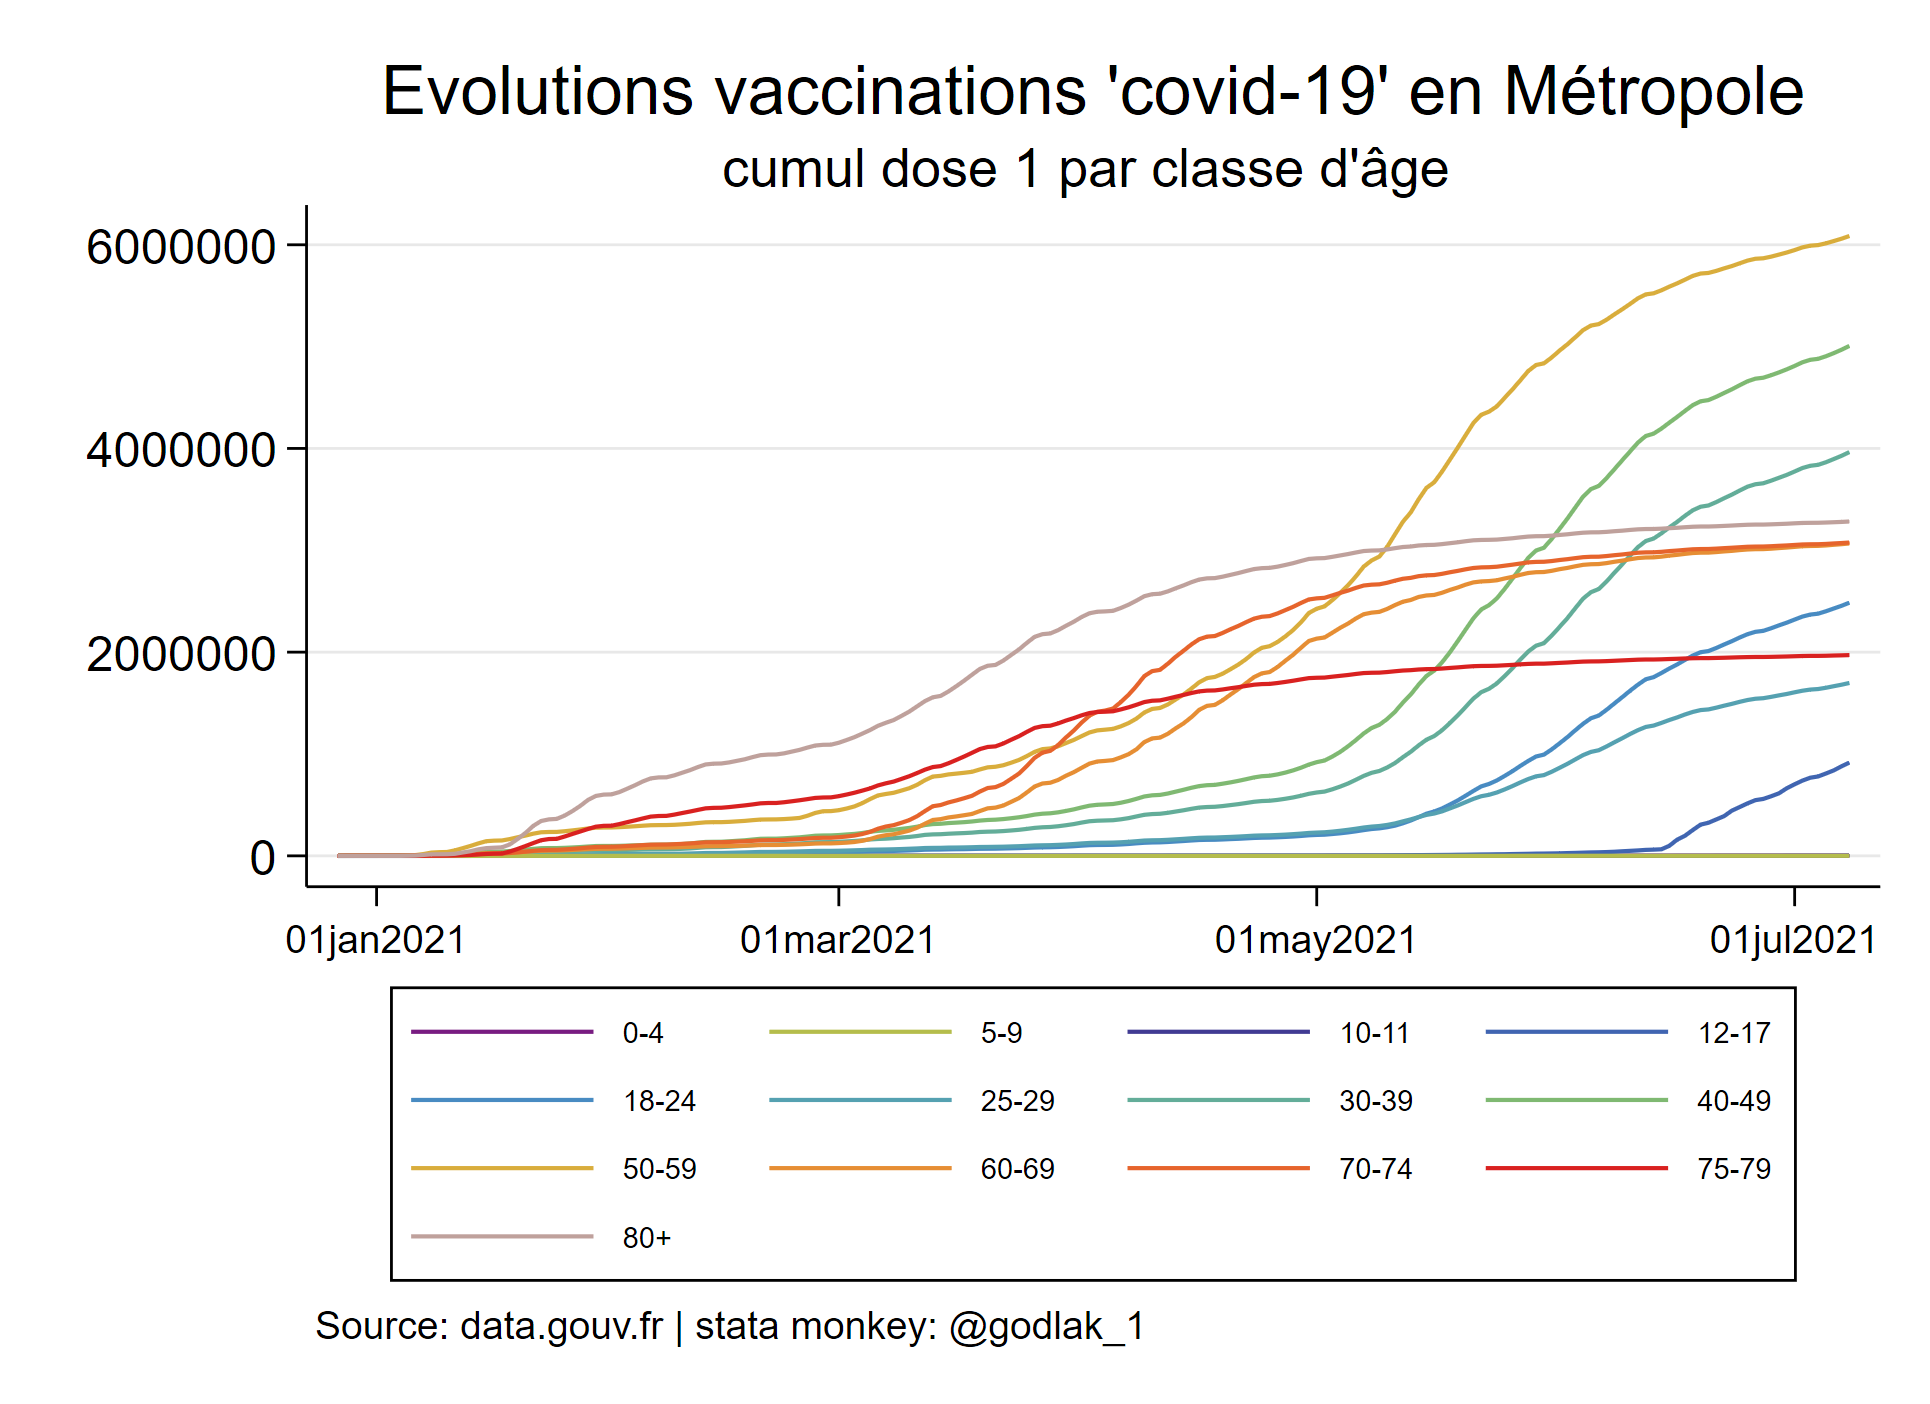 Evolutions vaccinations 'covid-19' en Métropole
cumul dose 1 par classe d'âge
6000000
4000000
2000000
0
01jan2021 01mar2021 01may2021 01jul2021
0-4 5-9 10-11 12-17
18-24 25-29 30-39 40-49
50-59 60-69 70-74 75-79
80+
Source: data.gouv.fr | stata monkey: @godlak_1